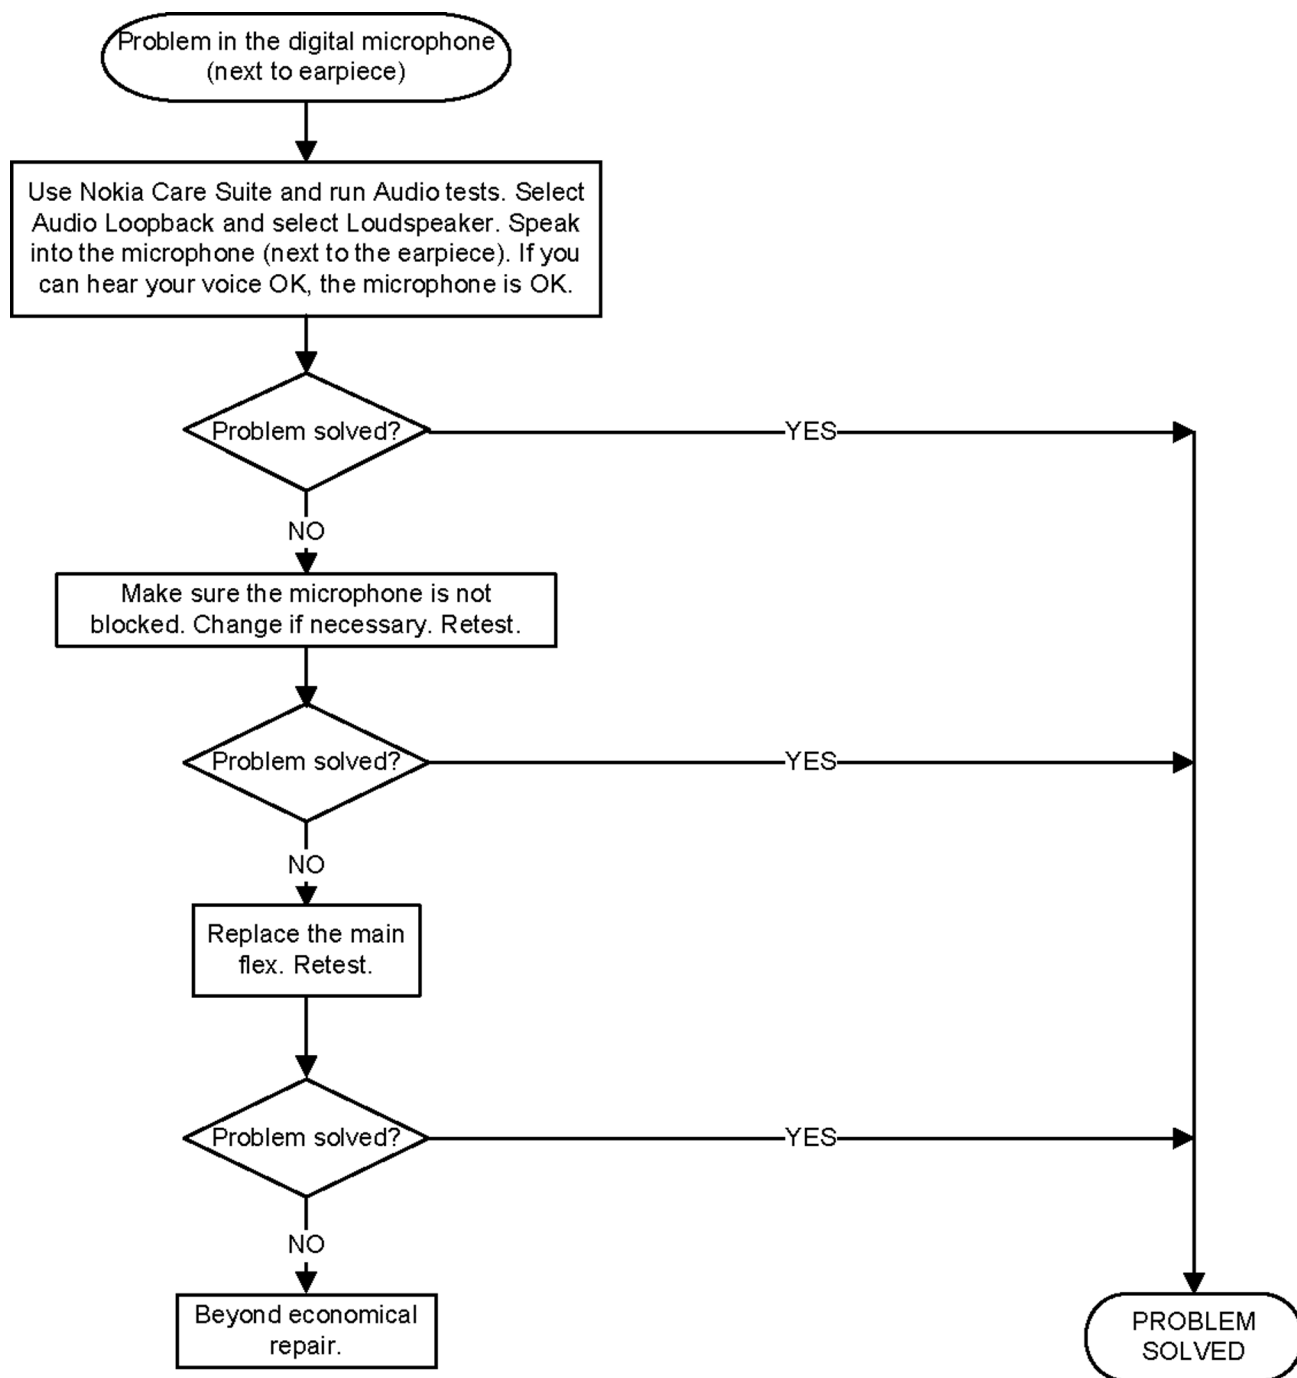 Problem in the digital microphone
(next to earpiece)
Use Nokia Care Suite and run Audio tests. Select
Audio Loopback and select Loudspeaker. Speak
into the microphone (next to the earpiece). If you
can hear your voice OK, the microphone is OK.
Problem solved?
YES
NO
Make sure the microphone is not
blocked. Change if necessary. Retest.
Problem solved?
YES
NO
Replace the main
flex. Retest.
Problem solved?
YES
NO
Beyond economical
repair.
PROBLEM
SOLVED